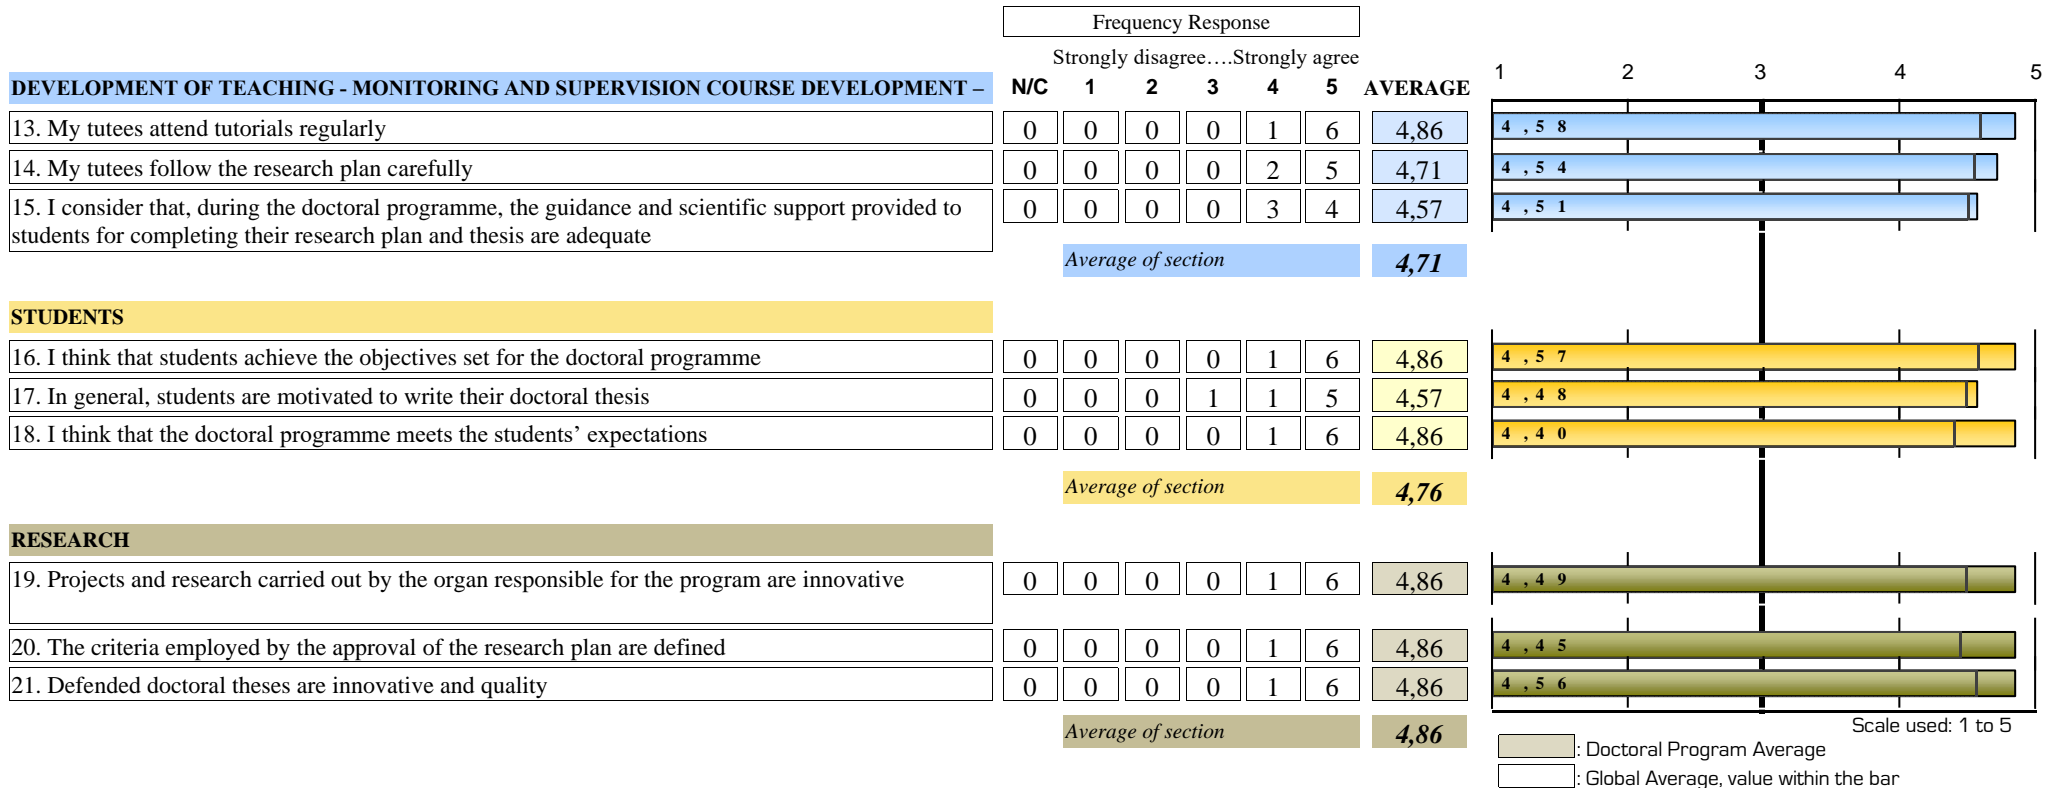 Frequency Response
Strongly disagree….Strongly agree
DEVELOPMENT OF TEACHING - MONITORING AND SUPERVISION COURSE DEVELOPMENT – N/C 1 2 3 4 5 AVERAGE 1 2 3 4 5
13. My tutees attend tutorials regularly 0 0 0 0 1 6 4,86 4,58
14. My tutees follow the research plan carefully 0 0 0 0 2 5 4,71 4,54
15. I consider that, during the doctoral programme, the guidance and scientific support provided to 0 0 0 0 3 4 4,57 4,51
students for completing their research plan and thesis are adequate
Average of section 4,71
STUDENTS
16. I think that students achieve the objectives set for the doctoral programme 0 0 0 0 1 6 4,86 4,57
17. In general, students are motivated to write their doctoral thesis 0 0 0 1 1 5 4,57 4,48
18. I think that the doctoral programme meets the students’ expectations 0 0 0 0 1 6 4,86 4,40
Average of section 4,76
RESEARCH
19. Projects and research carried out by the organ responsible for the program are innovative 0 0 0 0 1 6 4,86 4,49
20. The criteria employed by the approval of the research plan are defined 0 0 0 0 1 6 4,86 4,45
21. Defended doctoral theses are innovative and quality 0 0 0 0 1 6 4,86 4,56
Average of section 4,86
Scale used: 1 to 5
: Doctoral Program Average
: Global Average, value within the bar